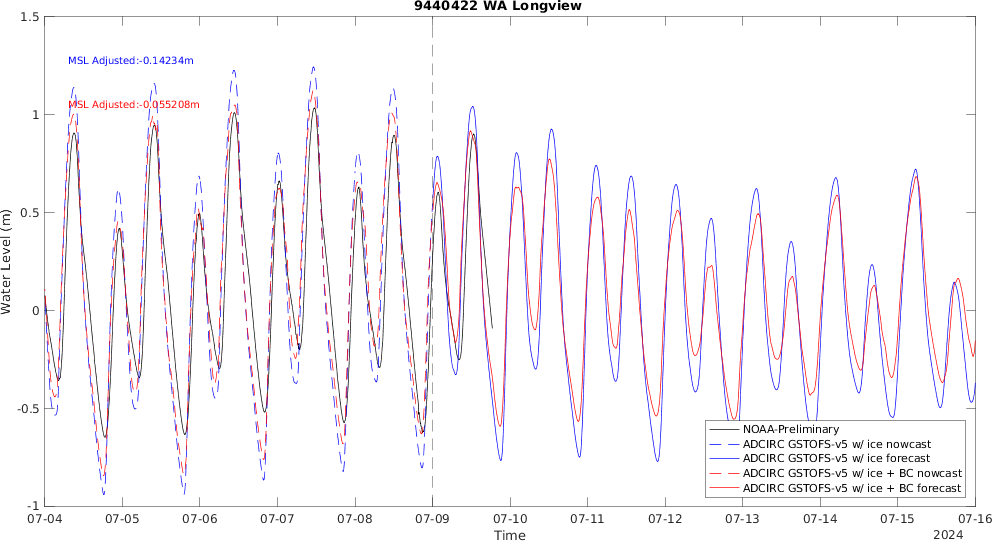 9440422 WA Longview
1.5
MSL Adjusted:-0.14234m
MSL Adjusted:-0.055208m
1
0.5
0
-0.5
-1
Water Level (m)
NOAA-Preliminary
ADCIRC GSTOFS-v5 w/ ice nowcast
ADCIRC GSTOFS-v5 w/ ice forecast
ADCIRC GSTOFS-v5 w/ ice + BC nowcast
ADCIRC GSTOFS-v5 w/ ice + BC forecast
07-04 07-05 07-06 07-07 07-08 07-09 07-10 07-11 07-12 07-13 07-14 07-15 07-16
Time
2024